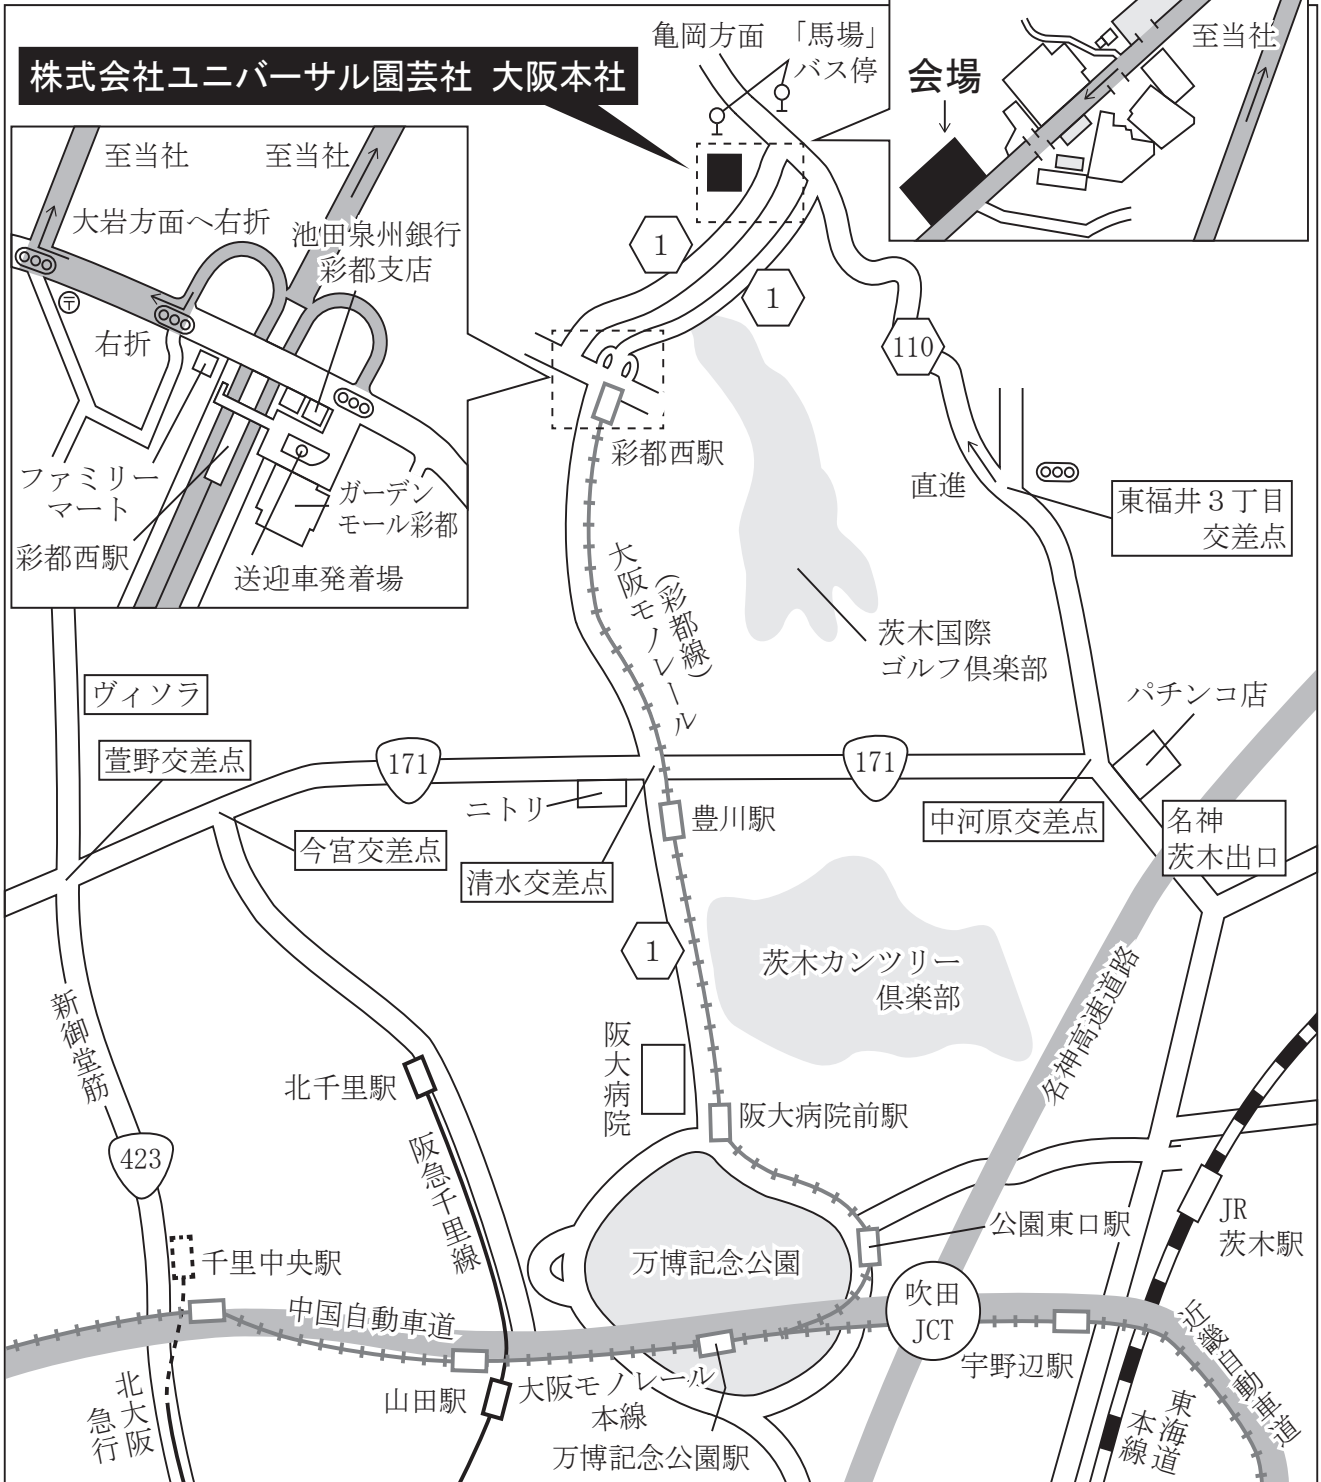 株式会社ユニバーサル園芸社 大阪本社
亀岡方面
「馬場」
バス停
会場
至当社
至当社
至当社
大岩方面へ右折
池田泉州銀行
彩都支店
〒
右折
ファミリー
マート
彩都西駅
ガーデン
モール彩都
送迎車発着場
1
1
110
彩都西駅
直進
東福井３丁目
交差点
大阪モノレール
(彩都線)
茨木国際
ゴルフ倶楽部
ヴィソラ
パチンコ店
萱野交差点
171
171
ニトリ
豊川駅
中河原交差点
名神
茨木出口
今宮交差点
清水交差点
1
茨木カンツリー
倶楽部
名神高速道路
新御堂筋
阪大病院
北千里駅
阪大病院前駅
423
阪急千里線
公園東口駅
JR
茨木駅
千里中央駅
万博記念公園
吹田
JCT
中国自動車道
近畿自動車道
宇野辺駅
山田駅
大阪モノレール
本線
北大阪
急行
東海道
本線
万博記念公園駅